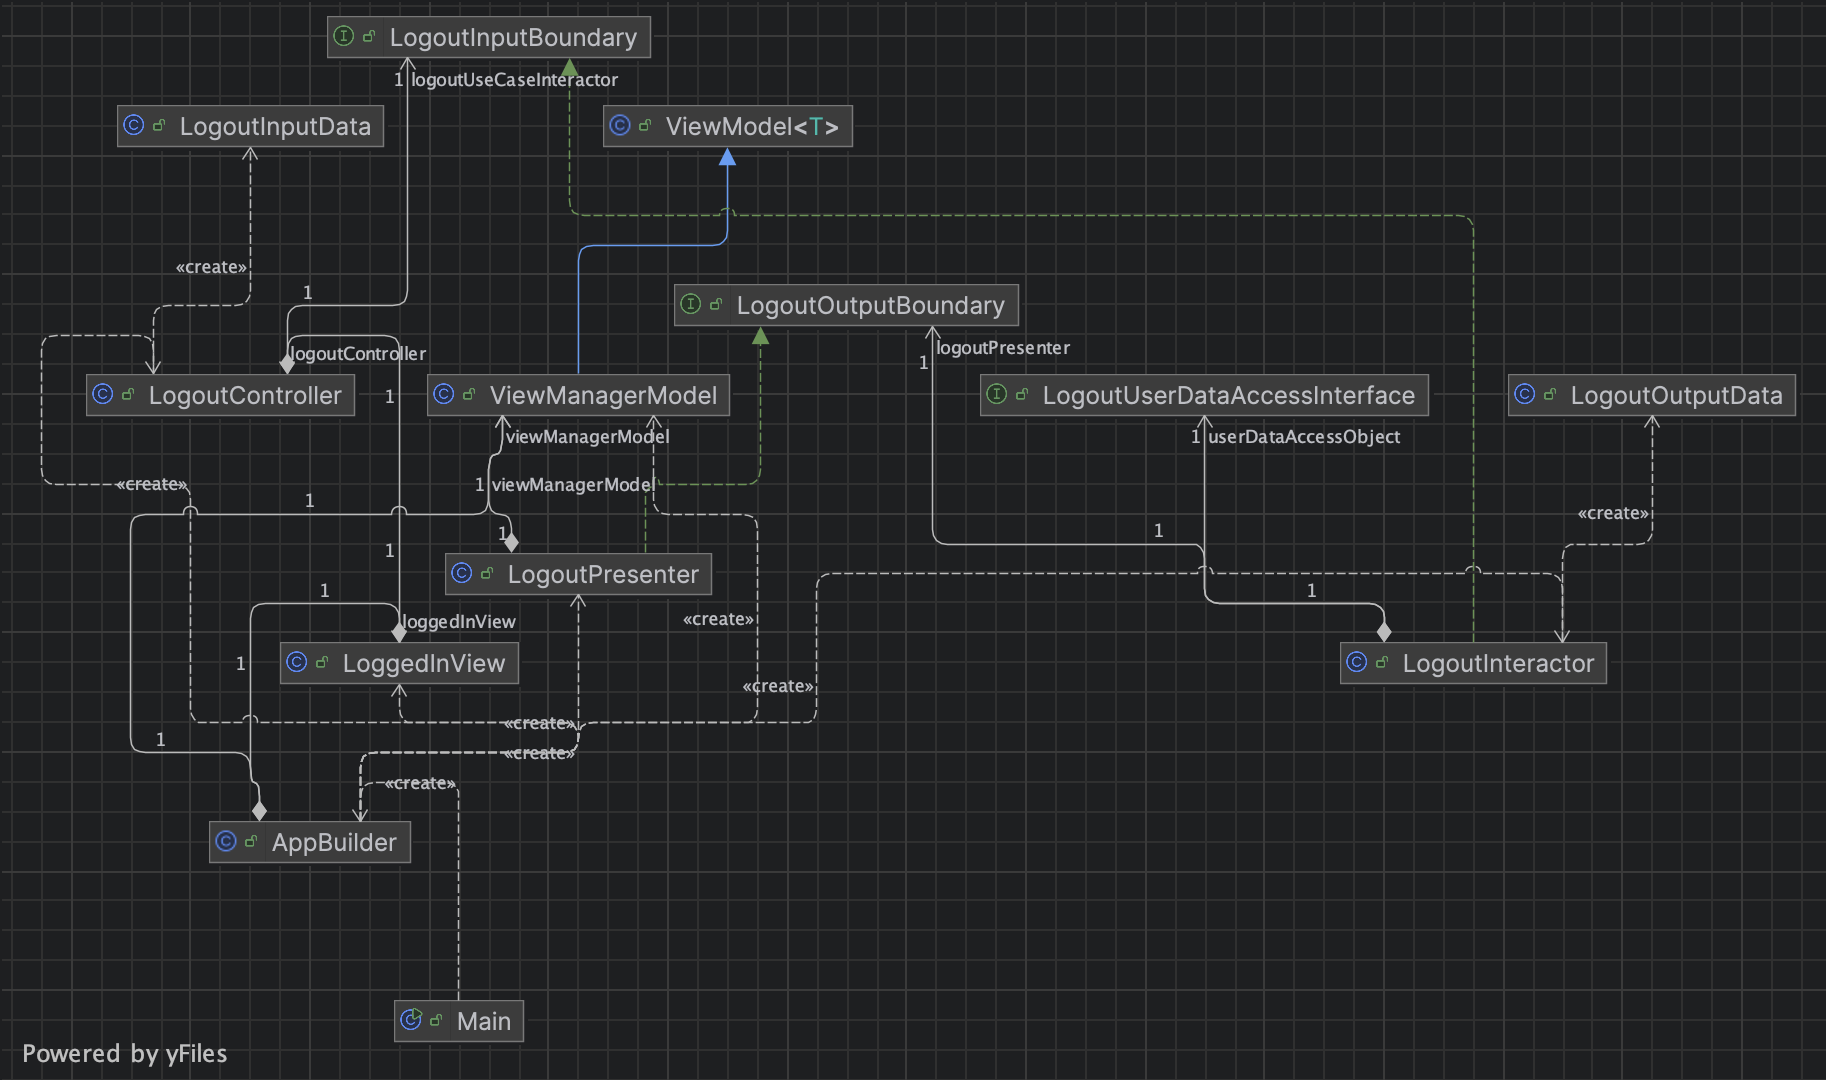 LogoutInputBoundary
1 logoutUseCaseInteractor
LogoutInputData
ViewModel<T>
«create»
1
LogoutOutputBoundary
logoutController
logoutPresenter
1
1
LogoutController
ViewManagerModel
LogoutUserDataAccessInterface
LogoutOutputData
viewManagerModel
1 userDataAccessObject
«create»
1 viewManagerModel
1
«create»
1
1
1
LogoutPresenter
1
1
loggedInView
«create»
1
LoggedInView
LogoutInteractor
«create»
«create»
1
«create»
«create»
AppBuilder
Main
Powered by yFiles